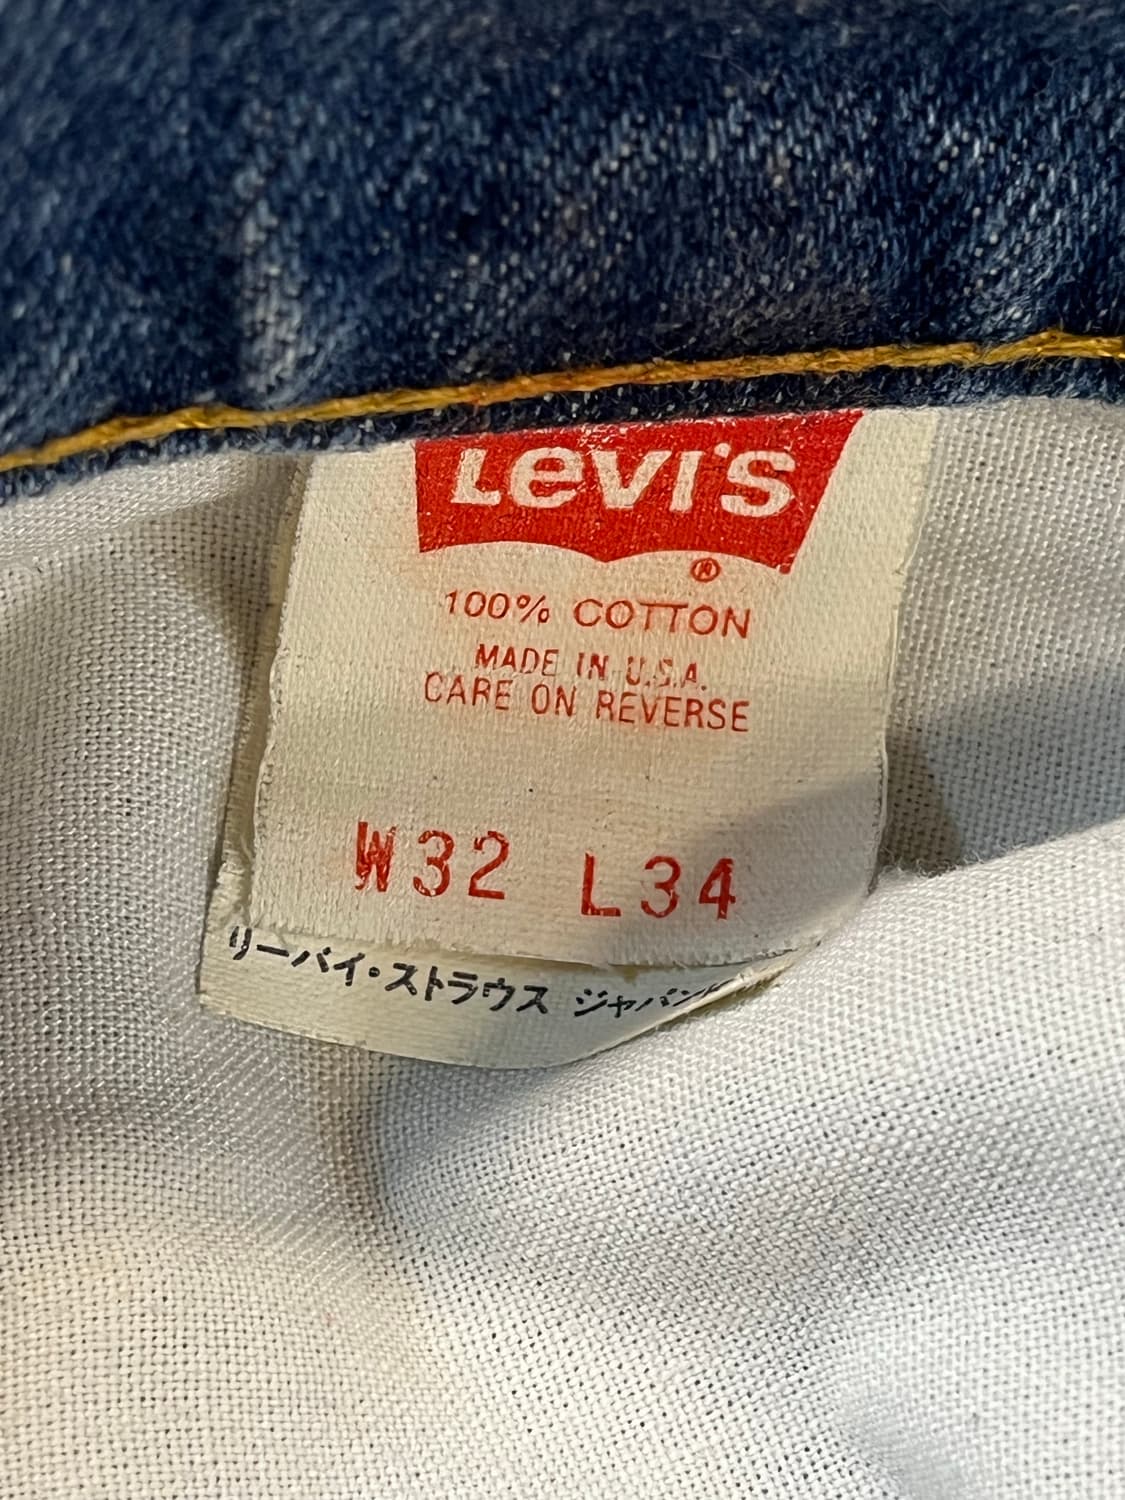 Levi's
®
100% COTTON
MADE IN U.S.A.
CARE ON REVERSE
W32 L34
リーバイ・ストラウス ジャパン